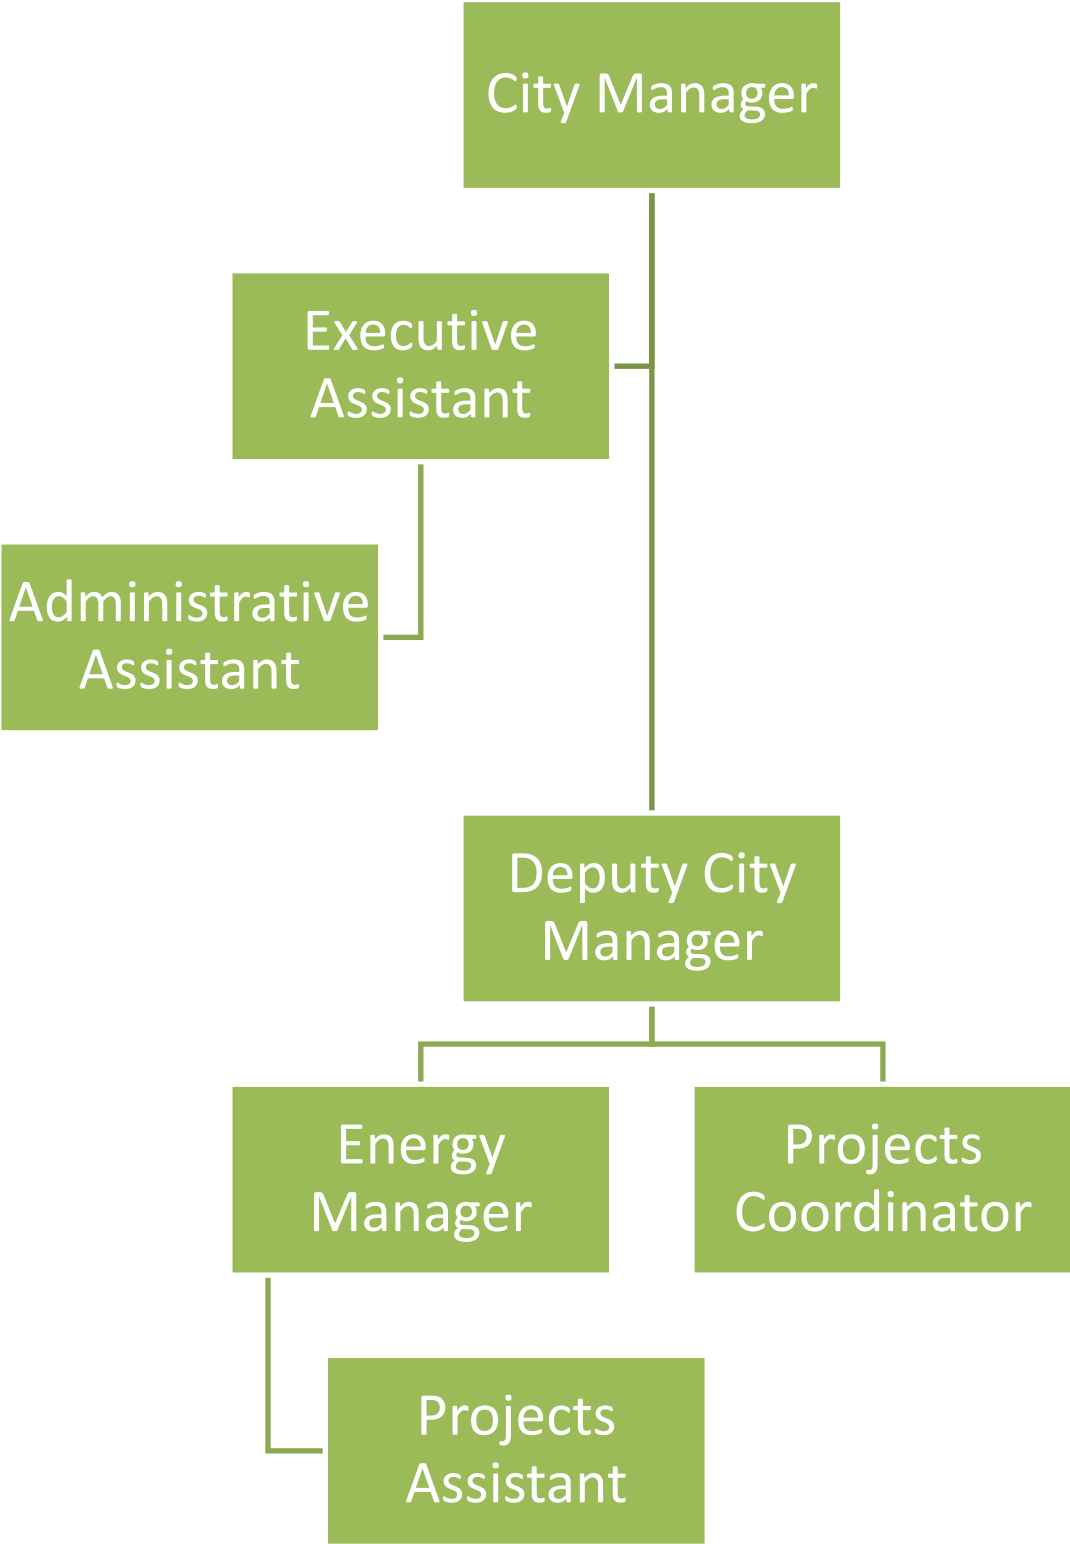 City Manager
Executive
Assistant
Administrative
Assistant
Deputy City
Manager
Energy
Manager
Projects
Coordinator
Projects
Assistant